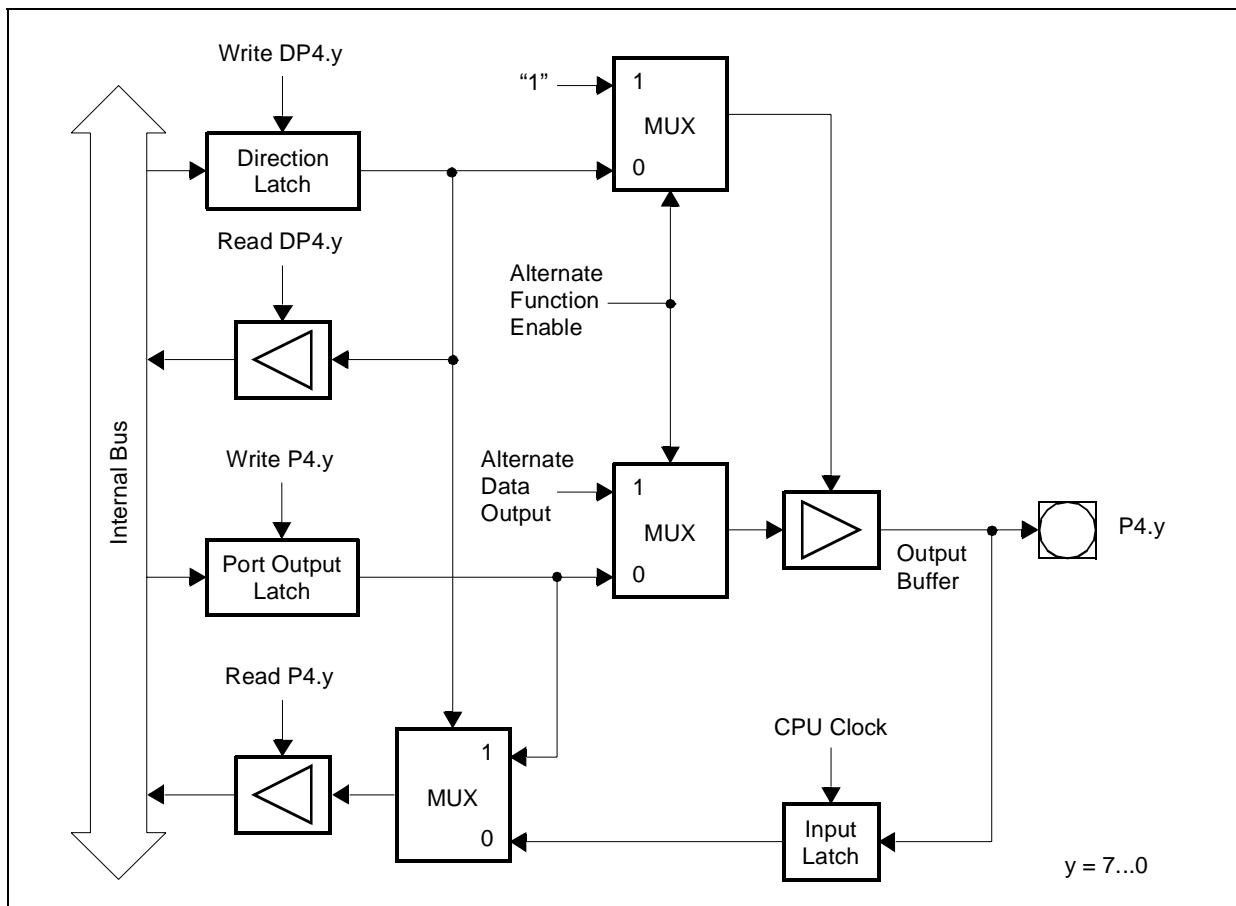 Write DP4.y
“1”
1
MUX
0
Direction
Latch
Read DP4.y
Alternate
Function
Enable
Internal Bus
Write P4.y
Alternate
Data
Output
1
MUX
0
P4.y
Output
Buffer
Port Output
Latch
Read P4.y
CPU Clock
1
MUX
0
Input
Latch
y = 7...0